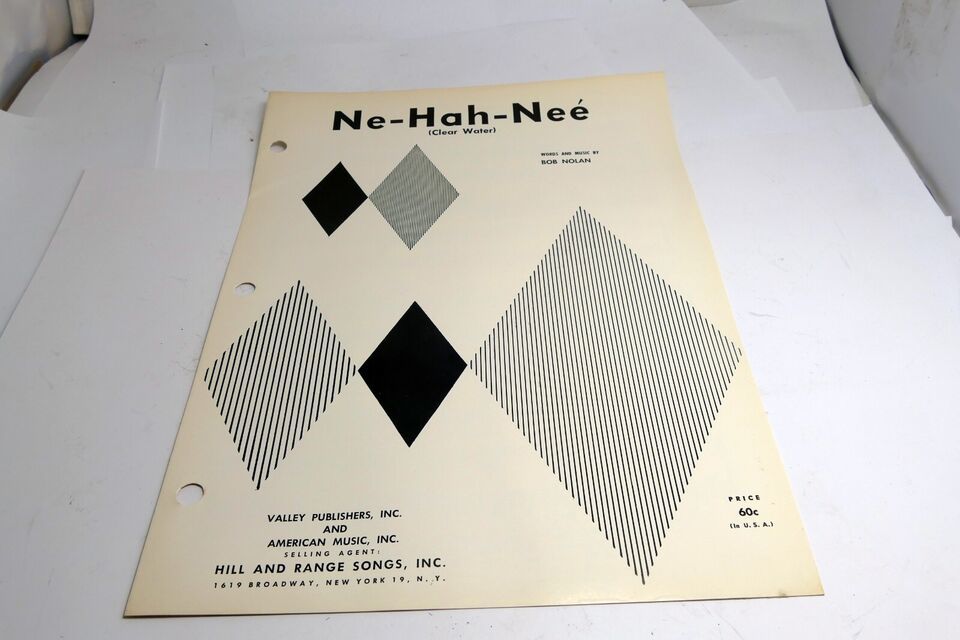 Ne-Hah-Neé
(Clear Water)
WORDS AND MUSIC BY
BOB NOLAN
VALLEY PUBLISHERS, INC.
AND
AMERICAN MUSIC, INC.
SELLING AGENT:
HILL AND RANGE SONGS, INC.
1619 BROADWAY, NEW YORK 19, N. Y.
PRICE
60c
(In U. S. A.)